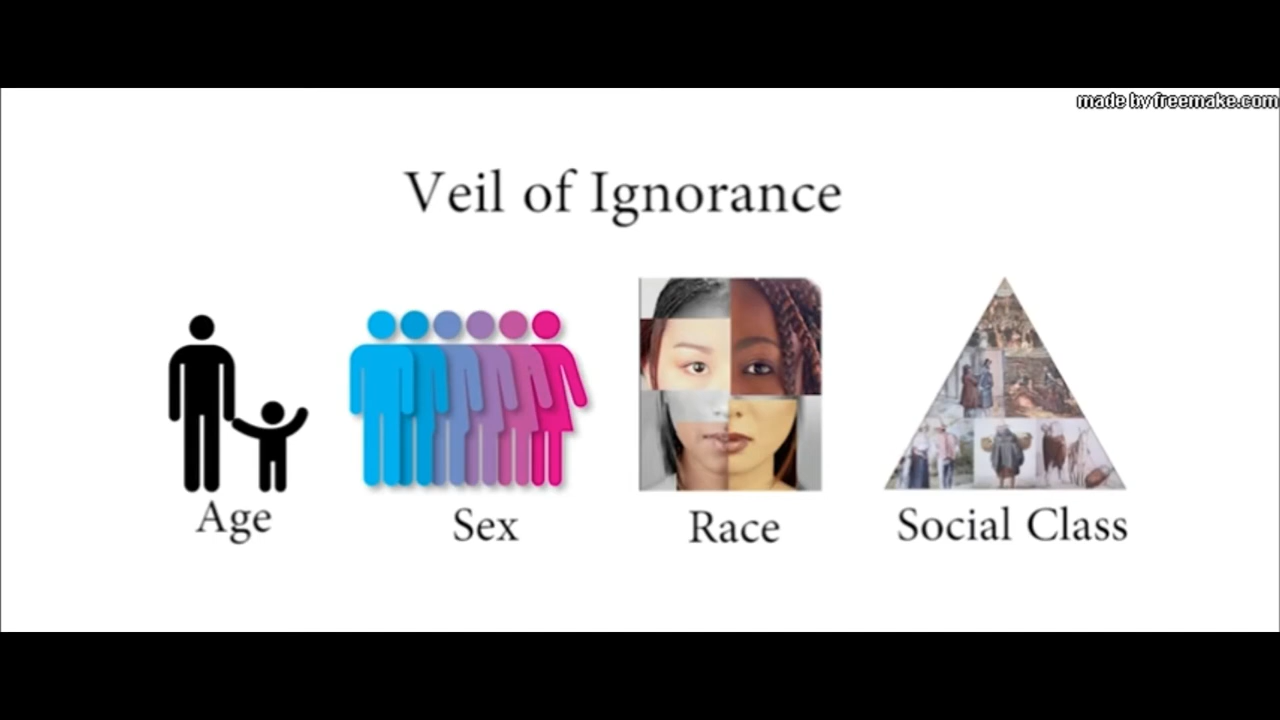 made by freemake.com
Veil of Ignorance
Age
Sex
Race
Social Class